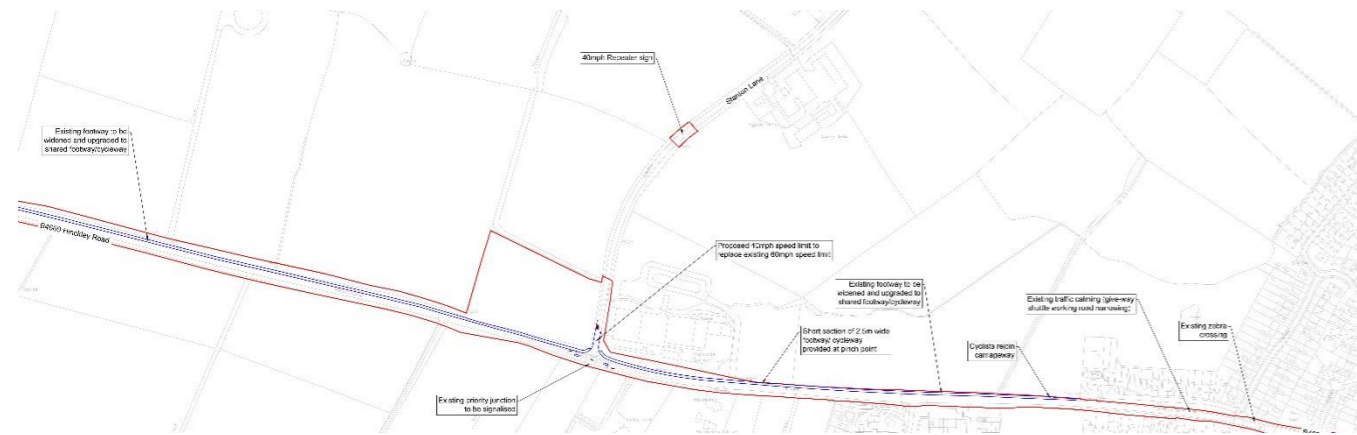 40mph Repeater sign
Stanton Lane
Existing footway to be
widened and upgraded to
shared footway/cycleway
B4669 Hinckley Road
Proposed 40mph speed limit to
replace existing 60mph speed limit
Existing footway to be
widened and upgraded to
shared footway/cycleway
Existing traffic calming (give-way
shuttle working road narrowing)
Short section of 2.5m wide
footway/ cycleway
provided at pinch point
Existing zebra
crossing
Cyclists rejoin
carriageway
Existing priority junction
to be signalised